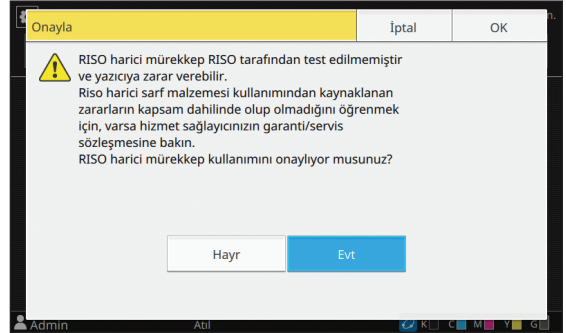 Onayla
İptal
OK
n.
RISO harici mürekkep RISO tarafından test edilmemiştir
ve yazıcıya zarar verebilir.
Riso harici sarf malzemesi kullanımından kaynaklanan
zararların kapsam dahilinde olup olmadığını öğrenmek
için, varsa hizmet sağlayıcınızın garanti/servis
sözleşmesine bakın.
RISO harici mürekkep kullanımını onaylıyor musunuz?
Hayr
Evt
Admin
Atıl
K C M Y G